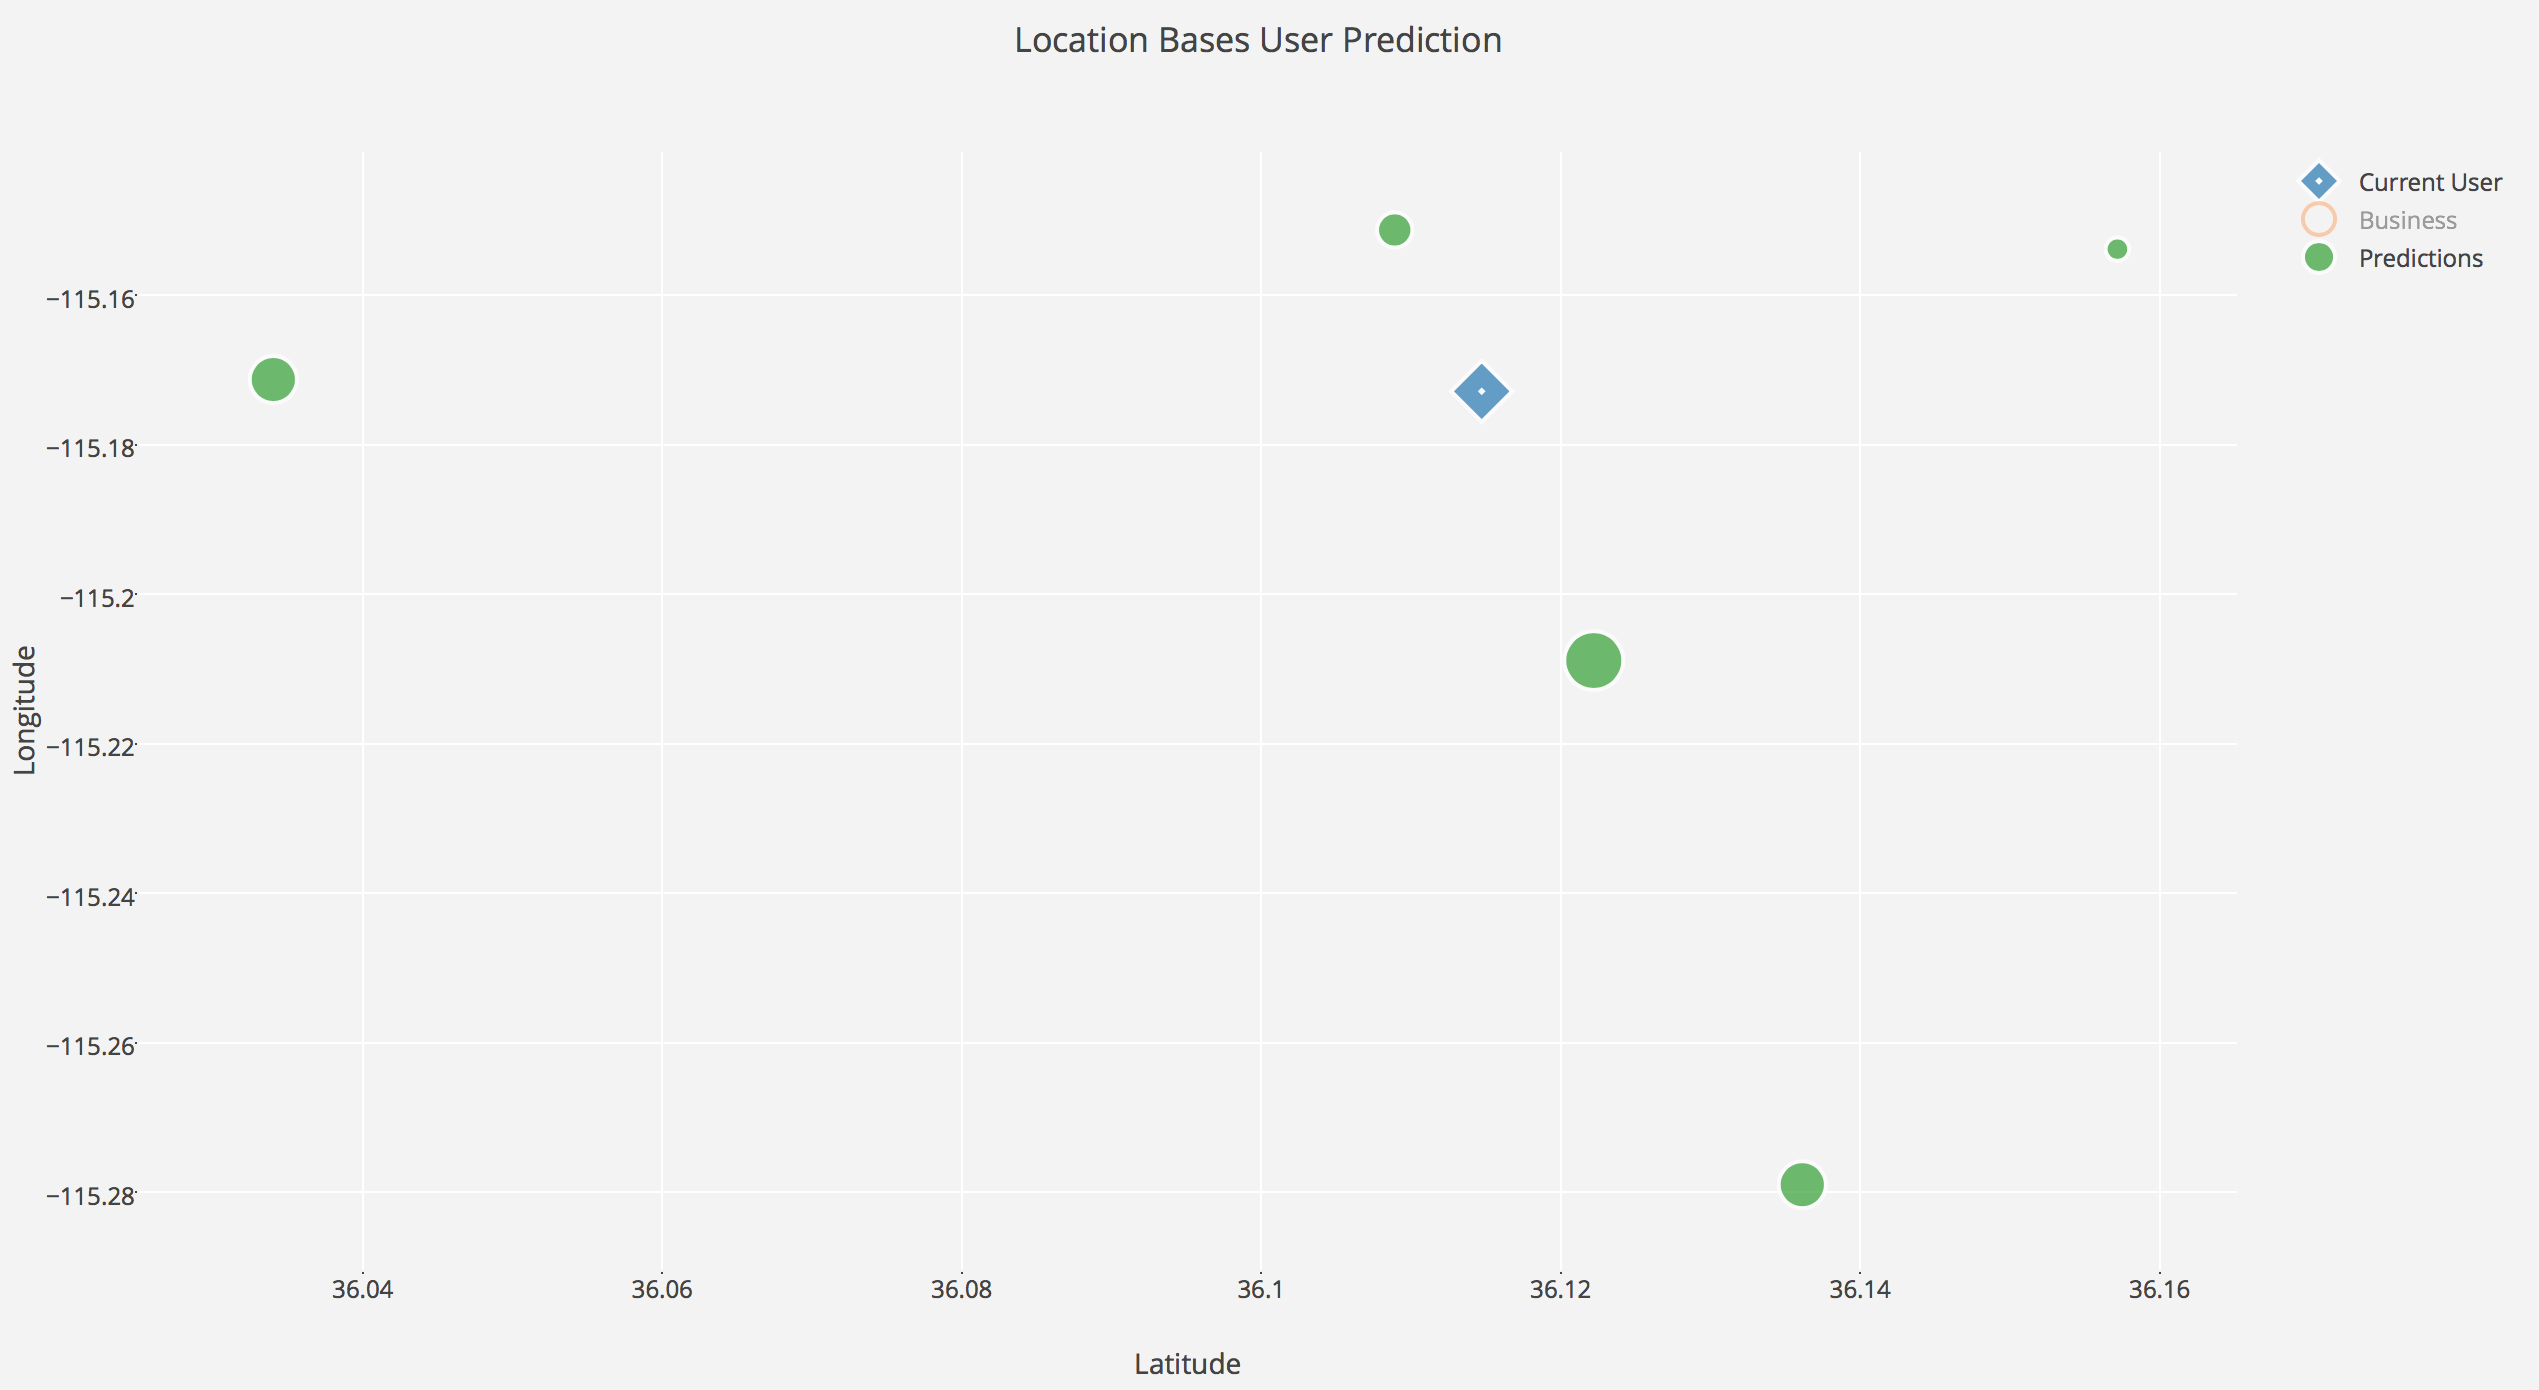 Location Bases User Prediction
Current User
Business
Predictions
−115.16
−115.18
−115.2
−115.22
−115.24
−115.26
−115.28
Longitude
36.04
36.06
36.08
36.1
36.12
36.14
36.16
Latitude